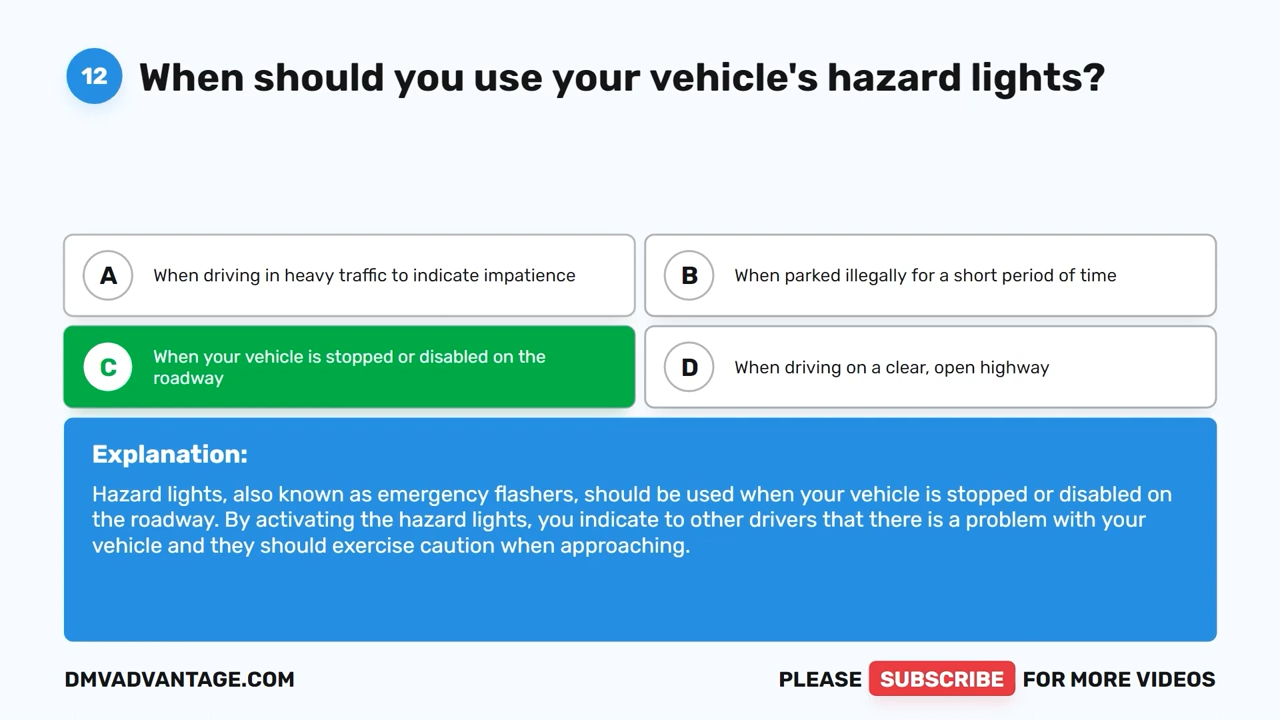 12 When should you use your vehicle's hazard lights?
A When driving in heavy traffic to indicate impatience
B When parked illegally for a short period of time
C When your vehicle is stopped or disabled on the
roadway
D When driving on a clear, open highway
Explanation:
Hazard lights, also known as emergency flashers, should be used when your vehicle is stopped or disabled on
the roadway. By activating the hazard lights, you indicate to other drivers that there is a problem with your
vehicle and they should exercise caution when approaching.
DMVADVANTAGE.COM
PLEASE SUBSCRIBE FOR MORE VIDEOS